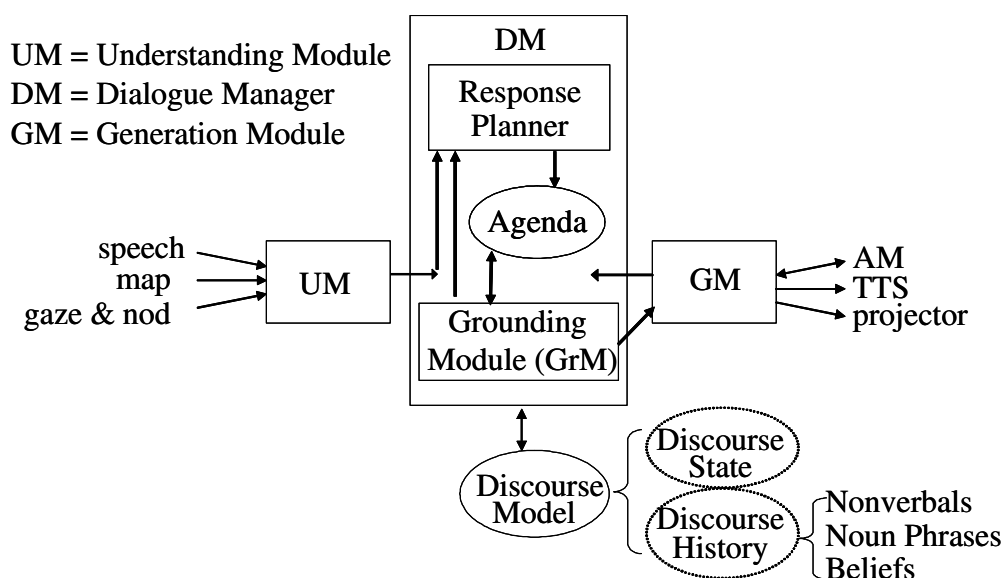 UM = Understanding Module
DM = Dialogue Manager
GM = Generation Module
DM
Response
Planner
Agenda
speech
map
gaze & nod
UM
Grounding
Module (GrM)
GM
AM
TTS
projector
Discourse
Model
Discourse
State
Discourse
History
Nonverbals
Noun Phrases
Beliefs